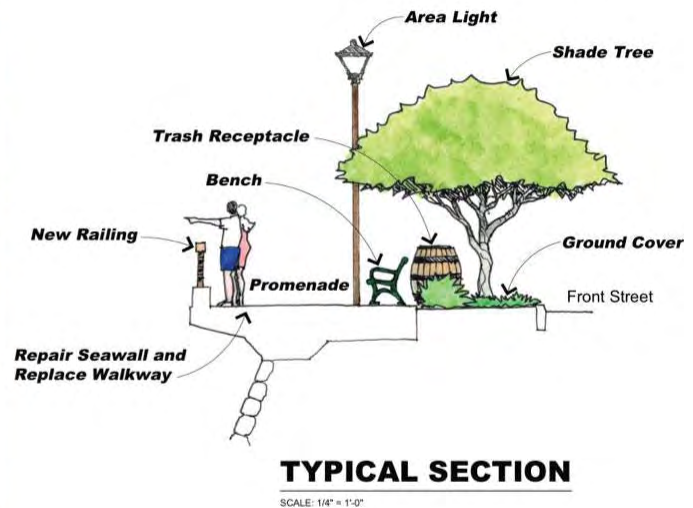 Area Light
Shade Tree
Trash Receptacle
Bench
New Railing
Ground Cover
Promenade
Front Street
Repair Seawall and
Replace Walkway
TYPICAL SECTION
SCALE: 1/4" = 1'-0"